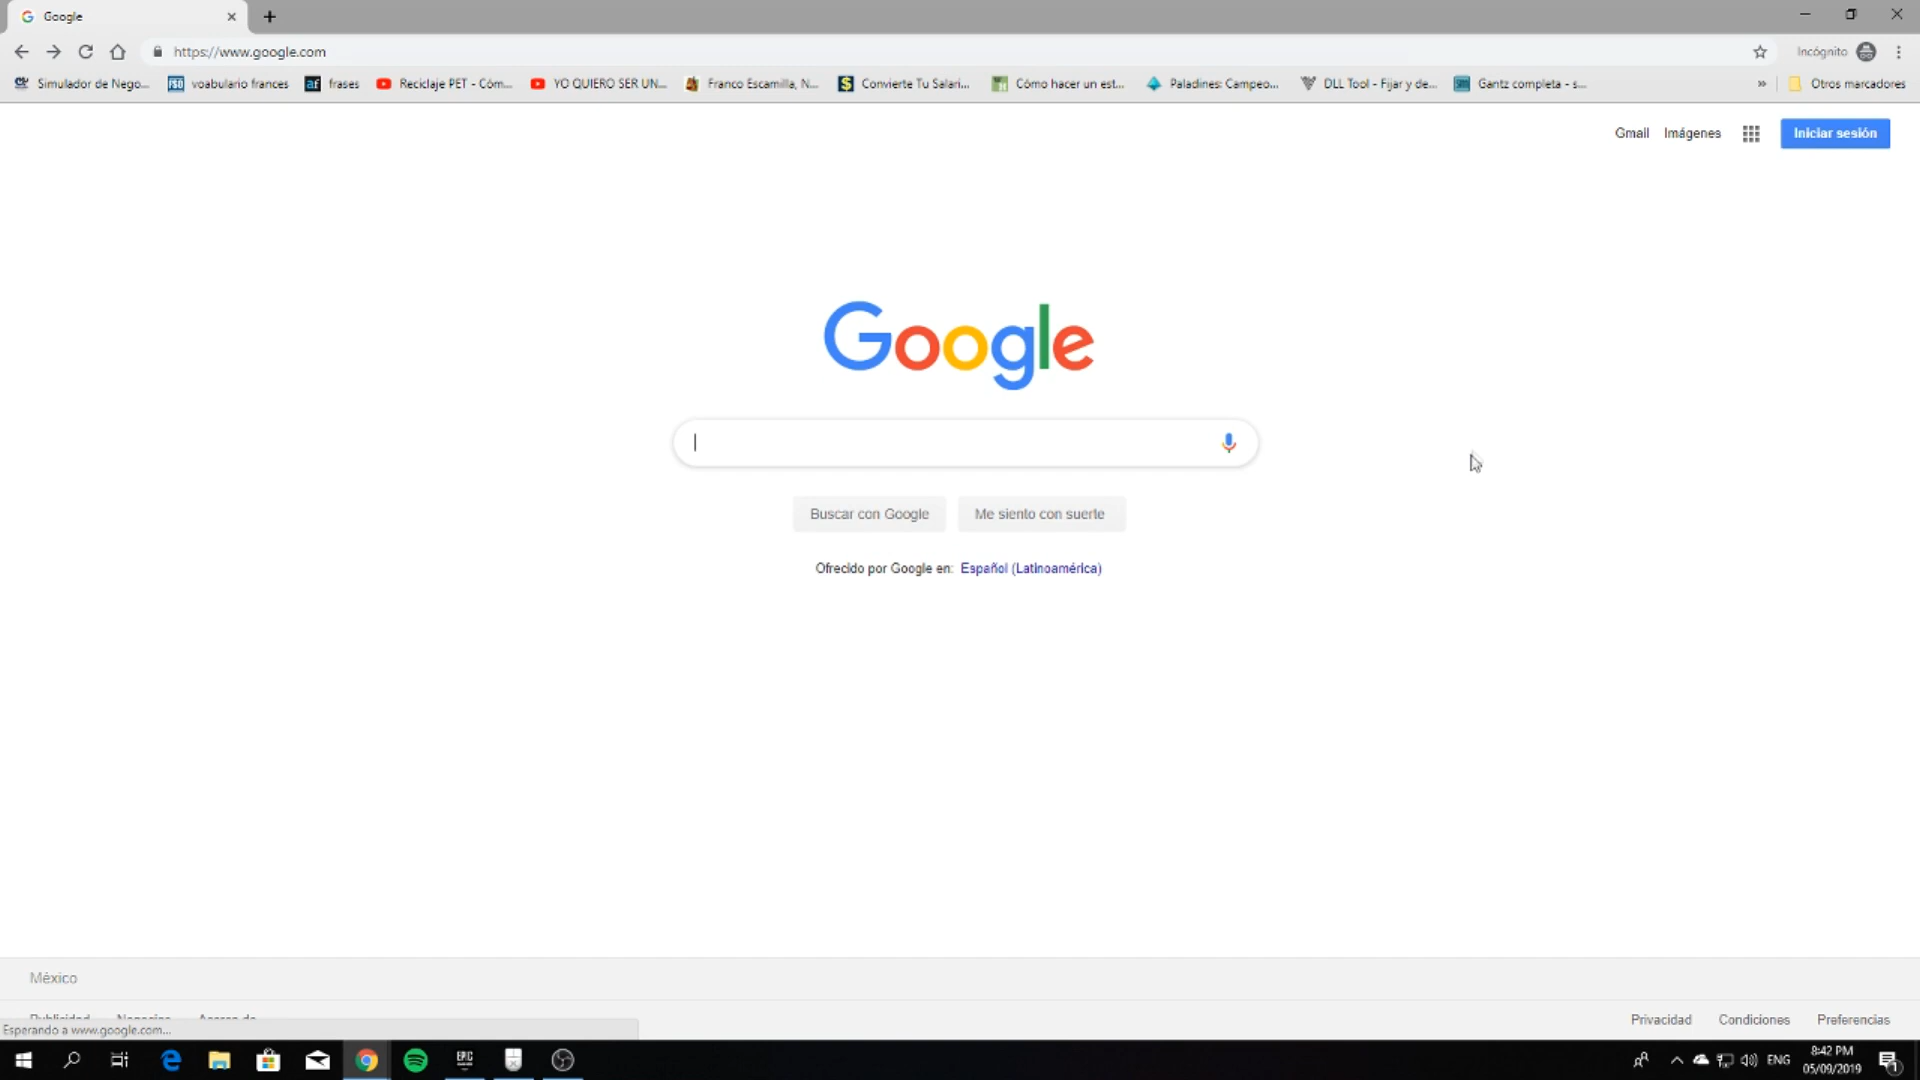 Google
https://www.google.com
Incógnito
Simulador de Nego...
voabulario frances
frases
Reciclaje PET - Cóm...
YO QUIERO SER UN...
Franco Escamilla, N...
Convierte Tu Salari...
Cómo hacer un est...
Paladines: Campeo...
DLL Tool - Fijar y de...
Gantz completa - s...
Otros marcadores
Gmail
Imágenes
Iniciar sesión
Google
Buscar con Google
Me siento con suerte
Ofrecido por Google en: Español (Latinoamérica)
México
Publicidad Negocios Acerca de
Privacidad Condiciones Preferencias
Esperando a www.google.com...
EPIC
ENG
8:42 PM
05/09/2019
1